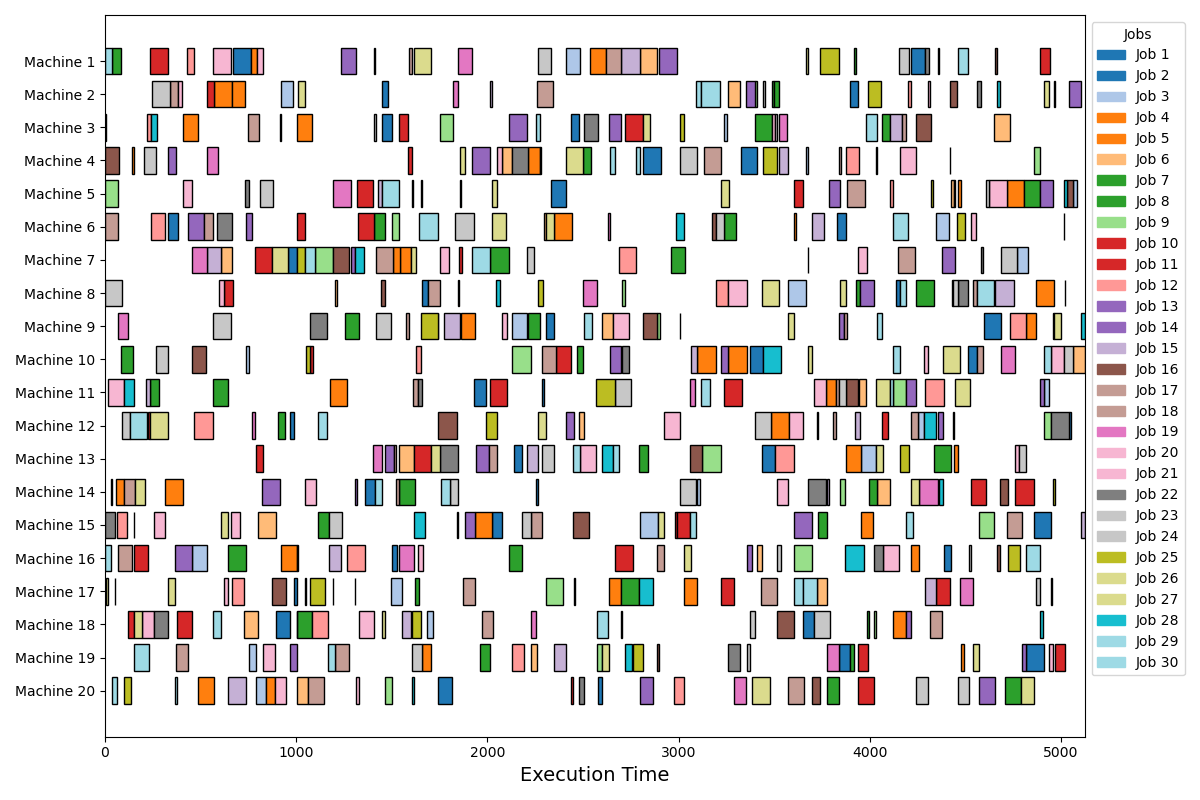 Machine 1
Machine 2
Machine 3
Machine 4
Machine 5
Machine 6
Machine 7
Machine 8
Machine 9
Machine 10
Machine 11
Machine 12
Machine 13
Machine 14
Machine 15
Machine 16
Machine 17
Machine 18
Machine 19
Machine 20
0 1000 2000 3000 4000 5000
Execution Time
Jobs
Job 1
Job 2
Job 3
Job 4
Job 5
Job 6
Job 7
Job 8
Job 9
Job 10
Job 11
Job 12
Job 13
Job 14
Job 15
Job 16
Job 17
Job 18
Job 19
Job 20
Job 21
Job 22
Job 23
Job 24
Job 25
Job 26
Job 27
Job 28
Job 29
Job 30